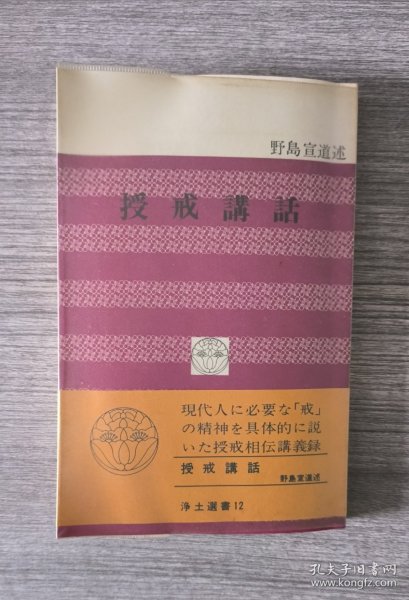 野島宣道述
授戒講話
現代人に必要な「戒」
の精神を具体的に説
いた授戒相伝講義録
授戒講話
野島宣道述
浄土選書12
孔夫子旧书网
www.kongfz.com